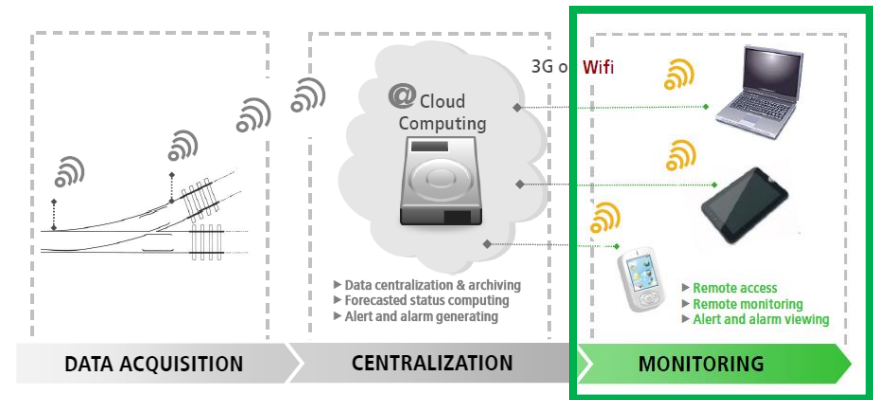 3G or Wifi
@ Cloud
Computing
► Data centralization & archiving
► Forecasted status computing
► Alert and alarm generating
► Remote access
► Remote monitoring
► Alert and alarm viewing
DATA ACQUISITION
CENTRALIZATION
MONITORING